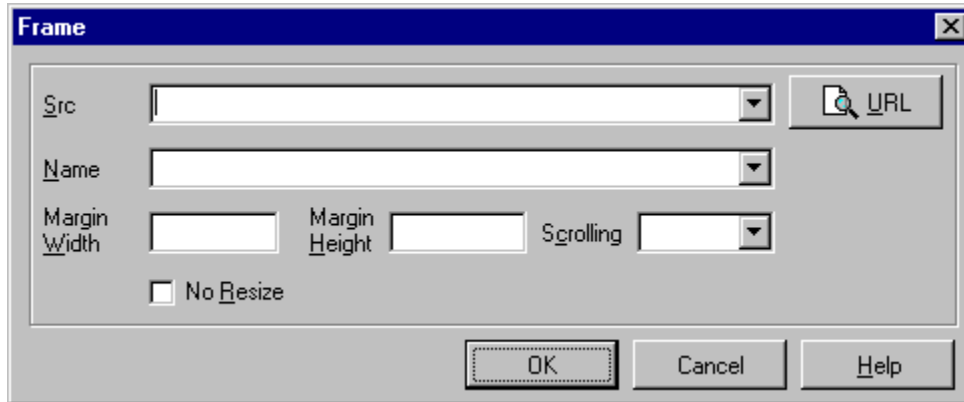 Frame
Src
URL
Name
Margin
Width
Margin
Height
Scrolling
No Resize
OK
Cancel
Help